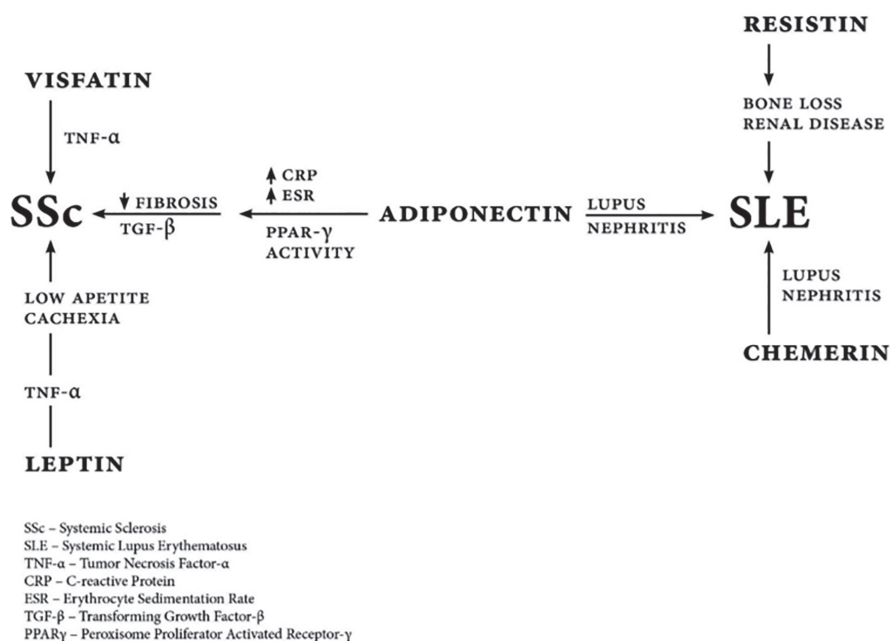 RESISTIN
VISFATIN
BONE LOSS
RENAL DISEASE
TNF-α
CRP
ESR
FIBROSIS
SSc
ADIPONECTIN
LUPUS
NEPHRITIS
SLE
TGF-β
PPAR-γ
ACTIVITY
LUPUS
NEPHRITIS
LOW APETITE
CACHEXIA
CHEMERIN
TNF-α
LEPTIN
SSc – Systemic Sclerosis
SLE – Systemic Lupus Erythematosus
TNF-α – Tumor Necrosis Factor-α
CRP – C-reactive Protein
ESR – Erythrocyte Sedimentation Rate
TGF-β – Transforming Growth Factor-β
PPARγ – Peroxisome Proliferator Activated Receptor-γ